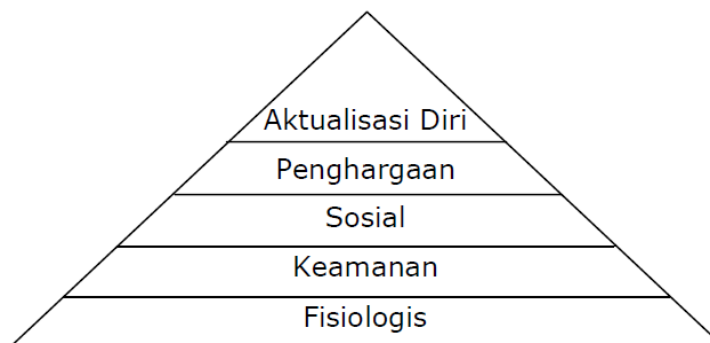 Aktualisasi Diri
Penghargaan
Sosial
Keamanan
Fisiologis